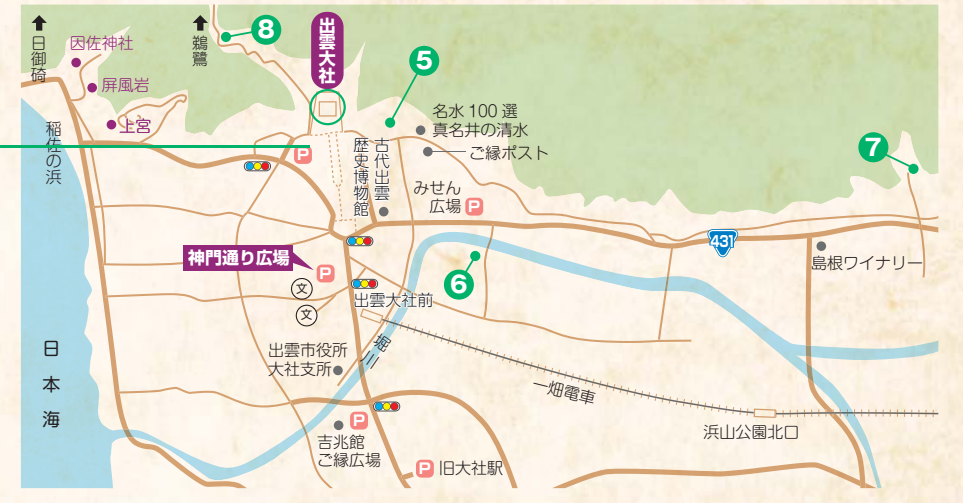 日御碕
因佐神社
屏風岩
上宮
稲佐の浜
鵜鷺
8
出雲大社
5
名水100選
真名井の清水
ご縁ポスト
7
P
古代出雲
歴史博物館
みせん
広場 P
431
島根ワイナリー
神門通り広場
P
文
文
6
出雲大社前
堀川
出雲市役所
大社支所
一畑電車
浜山公園北口
日本海
P
吉兆館
ご縁広場
P 旧大社駅